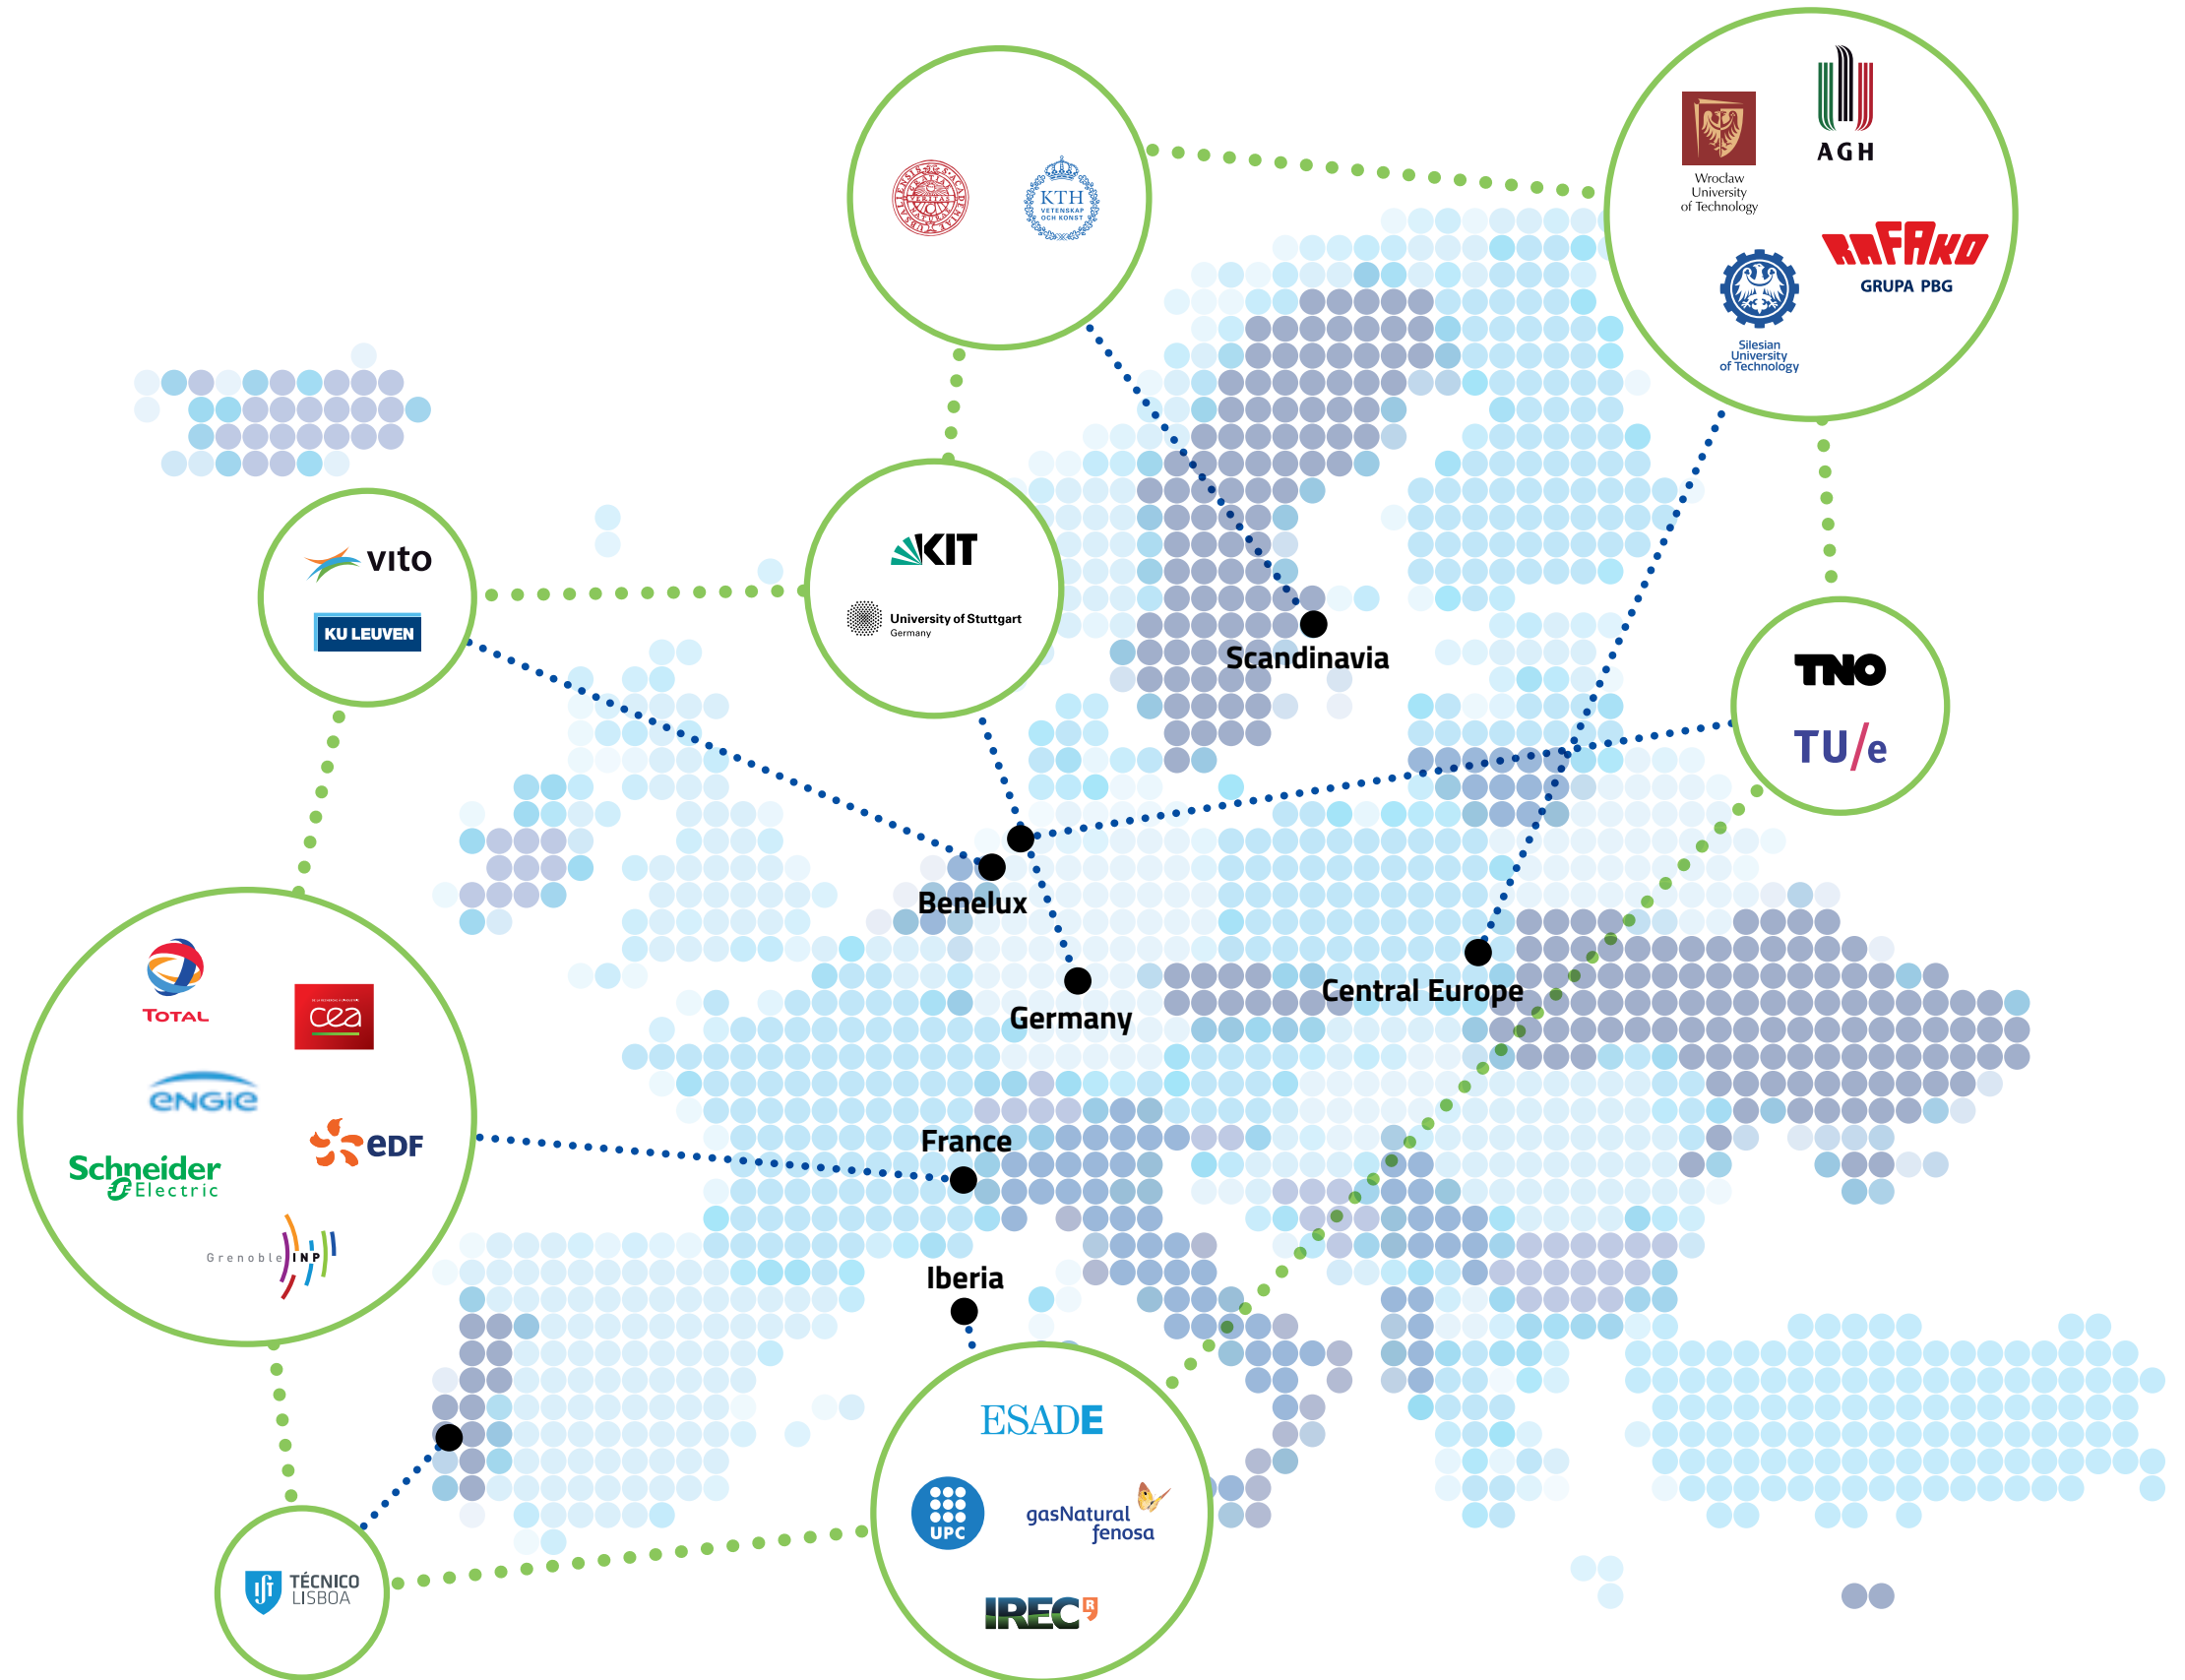 KTH
VETENSKAP
OCH KONST
AGH
Wrocław
University
of Technology
RAFAKO
GRUPA PBG
Silesian
University
of Technology
vito
KU LEUVEN
KIT
University of Stuttgart
Germany
Scandinavia
TNO
TU/e
Benelux
Germany
Central Europe
TOTAL
cea
ENGIE
eDF
Schneider
Electric
Grenoble INP
France
Iberia
ESADE
UPC
gasNatural
fenosa
IREC
R
TÉCNICO
LISBOA